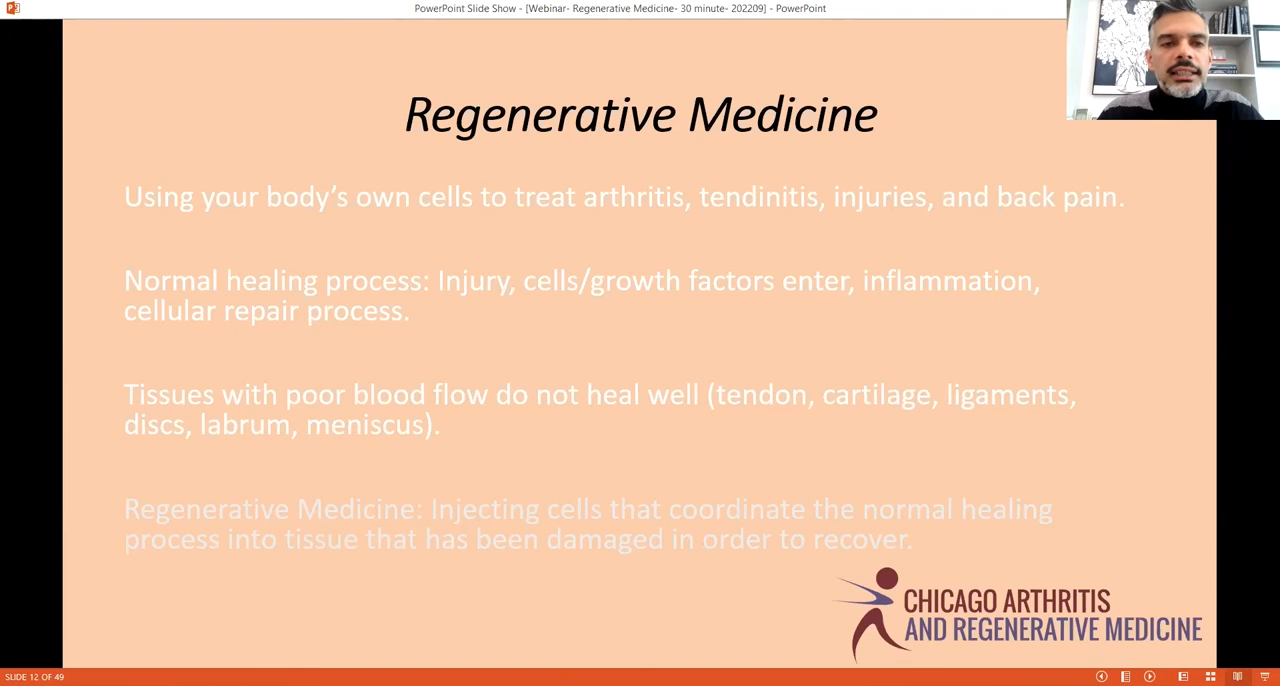 PowerPoint Slide Show - [Webinar- Regenerative Medicine- 30 minute- 202209] - PowerPoint
Regenerative Medicine
Using your body’s own cells to treat arthritis, tendinitis, injuries, and back pain.
Normal healing process: Injury, cells/growth factors enter, inflammation,
cellular repair process.
Tissues with poor blood flow do not heal well (tendon, cartilage, ligaments,
discs, labrum, meniscus).
Regenerative Medicine: Injecting cells that coordinate the normal healing
process into tissue that has been damaged in order to recover.
CHICAGO ARTHRITIS
AND REGENERATIVE MEDICINE
SLIDE 12 OF 49